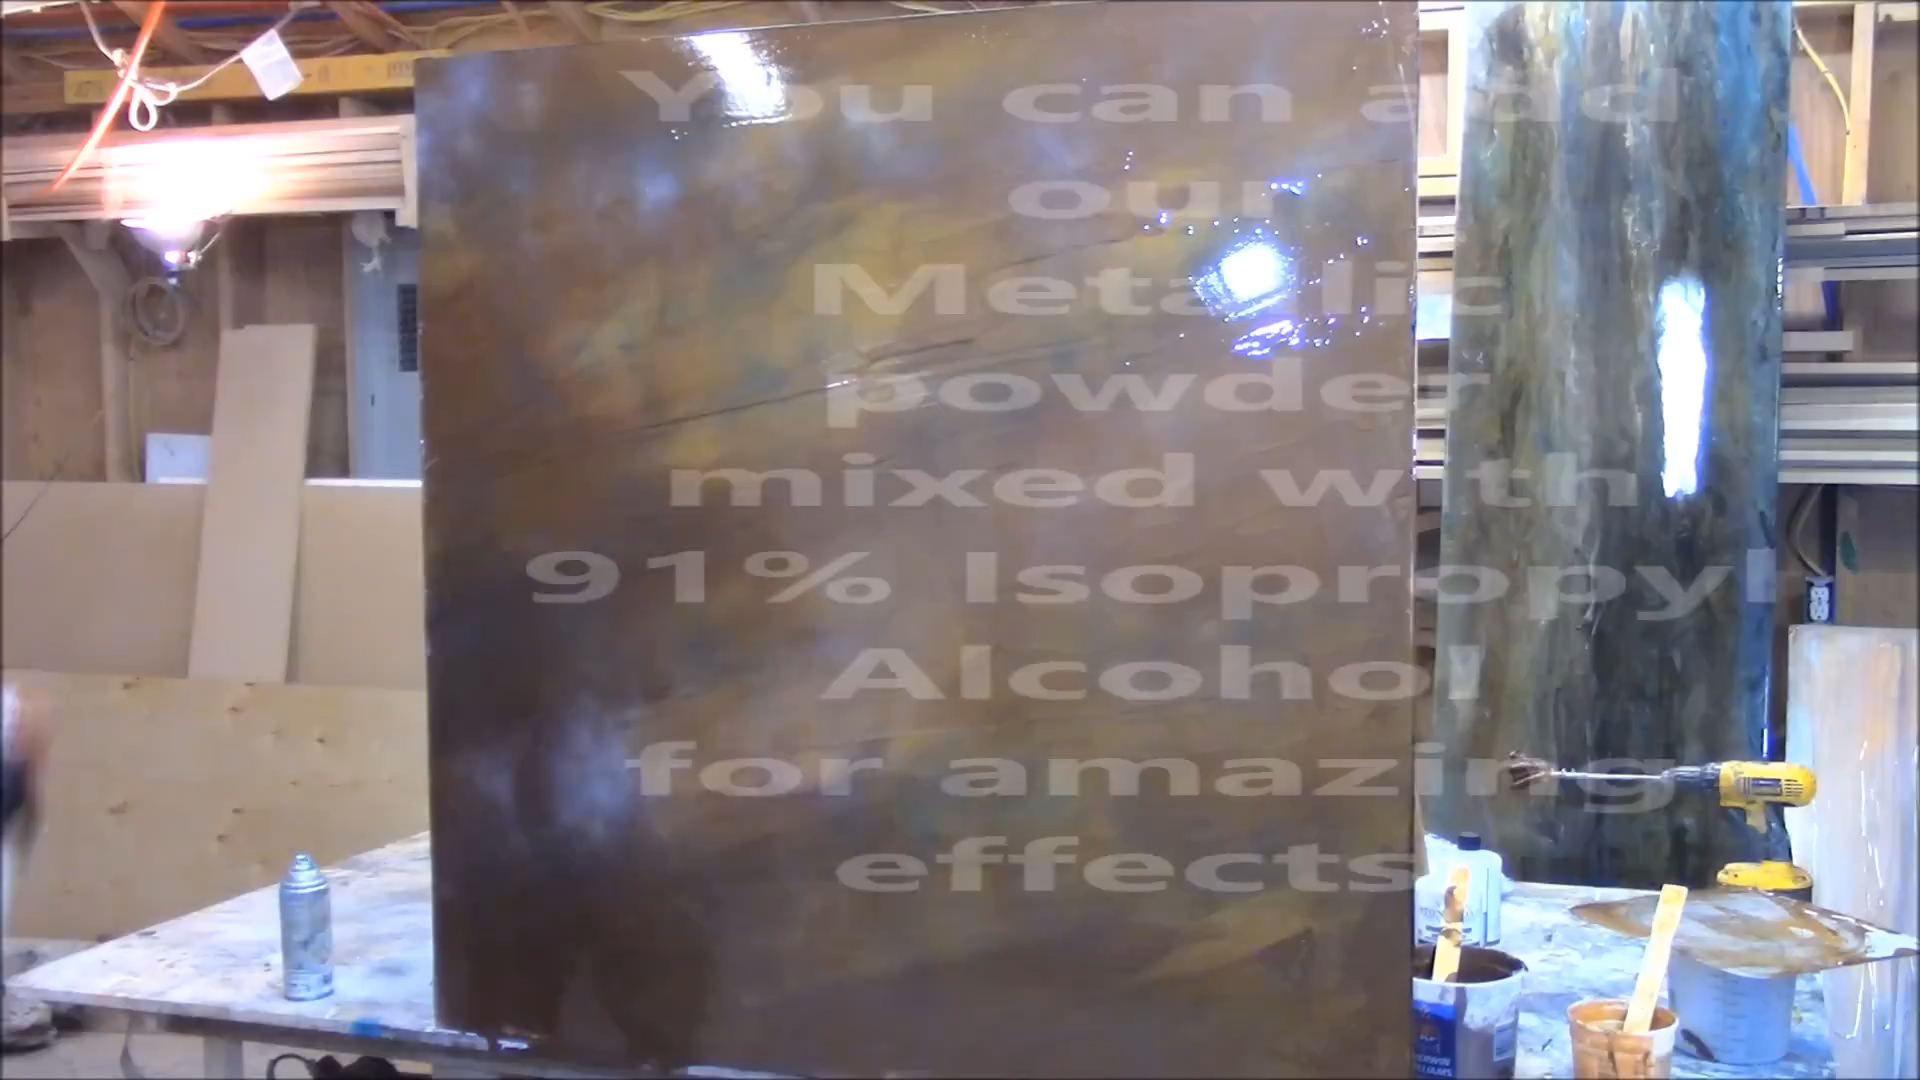 You can add
our
Metallic
powder
mixed with
91% Isopropyl
Alcohol
for amazing
effects!